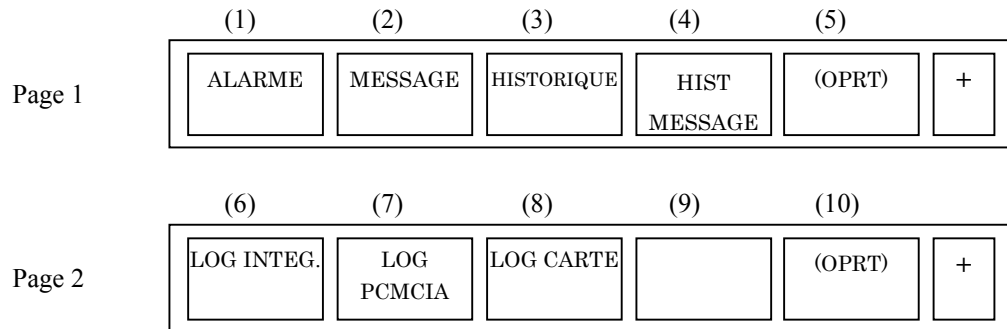 (1) (2) (3) (4) (5)
Page 1 ALARME MESSAGE HISTORIQUE HIST MESSAGE (OPRT) +
(6) (7) (8) (9) (10)
Page 2 LOG INTEG. LOG PCMCIA LOG CARTE (OPRT) +